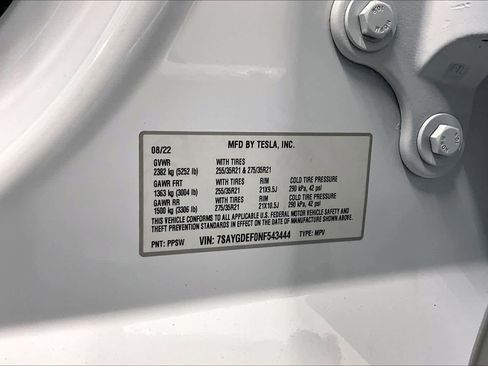 08/22 MFD BY TESLA, INC.
GVWR WITH TIRES
2382 kg (5252 lb) 255/35R21 & 275/35R21
GAWR FRT WITH TIRES RIM COLD TIRE PRESSURE
1363 kg (3004 lb) 255/35R21 21X9.5J 290 kPa, 42 psi
GAWR RR WITH TIRES RIM COLD TIRE PRESSURE
1500 kg (3306 lb) 275/35R21 21X10.5J 290 kPa, 42 psi
THIS VEHICLE CONFORMS TO ALL APPLICABLE U.S. FEDERAL MOTOR VEHICLE SAFETY AND
THEFT PREVENTION STANDARDS IN EFFECT ON THE DATE OF MANUFACTURE SHOWN ABOVE.
PNT: PPSW VIN: 7SAYGDEF0NF543444 TYPE: MPV